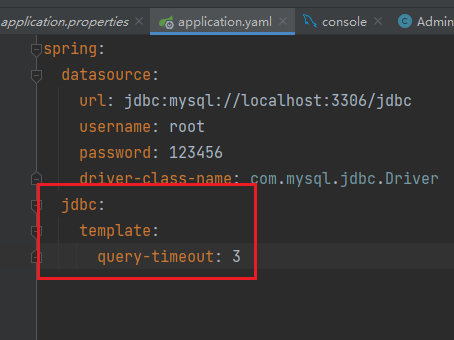 application.properties application.yaml console Admin
spring:
datasource:
url: jdbc:mysql://localhost:3306/jdbc
username: root
password: 123456
driver-class-name: com.mysql.jdbc.Driver
jdbc:
template:
query-timeout: 3